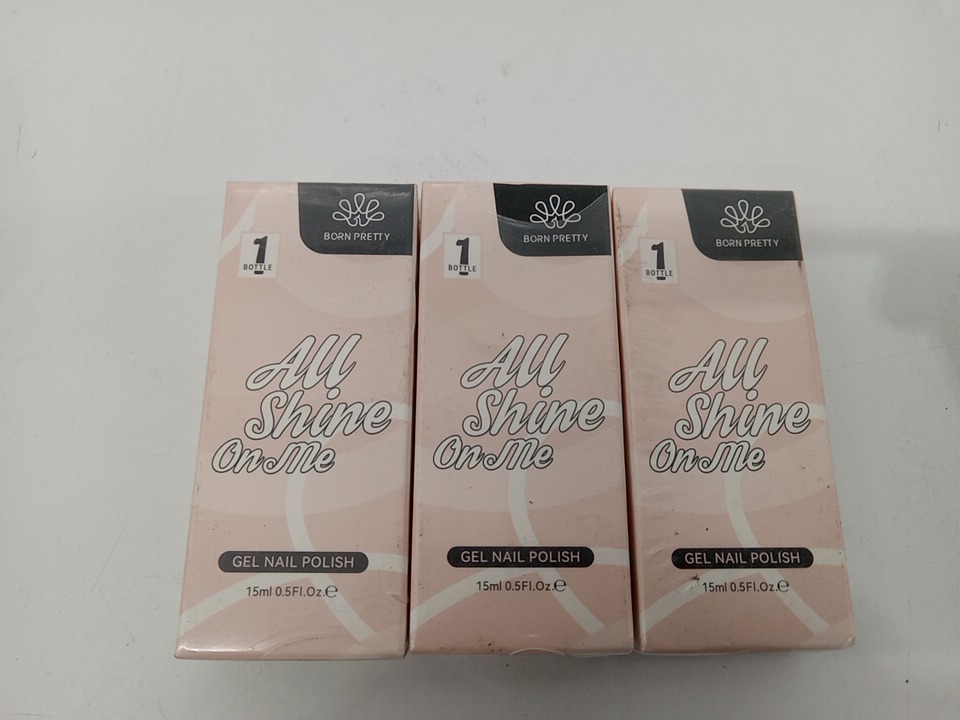 BORN PRETTY
1
BOTTLE
All
Shine
On Me
GEL NAIL POLISH
15ml 0.5Fl.Oz.℮
BORN PRETTY
1
BOTTLE
All
Shine
On Me
GEL NAIL POLISH
15ml 0.5Fl.Oz.℮
BORN PRETTY
1
BOTTLE
All
Shine
On Me
GEL NAIL POLISH
15ml 0.5Fl.Oz.℮